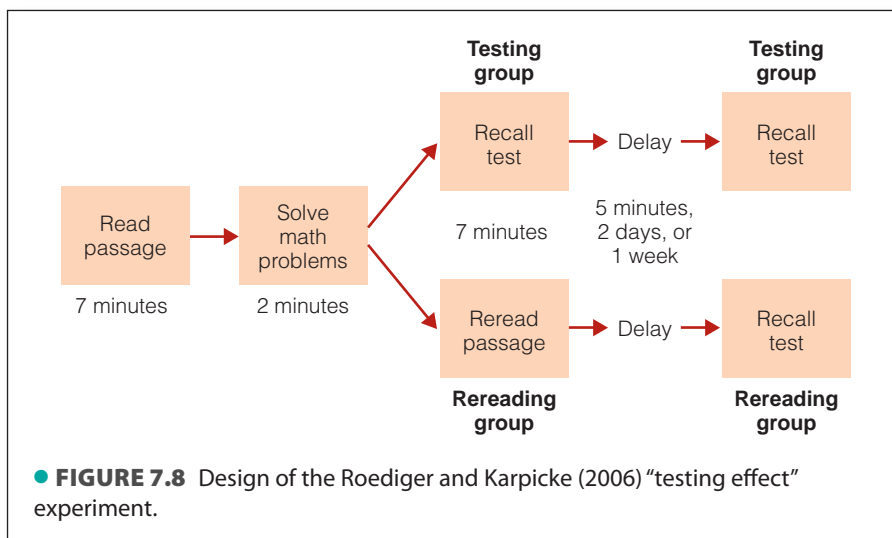 Testing
group
Testing
group
Recall
test
Delay
Recall
test
Read
passage
Solve
math
problems
7 minutes
5 minutes,
2 days, or
1 week
7 minutes
2 minutes
Reread
passage
Delay
Recall
test
Rereading
group
Rereading
group
● FIGURE 7.8 Design of the Roediger and Karpicke (2006) “testing effect”
experiment.